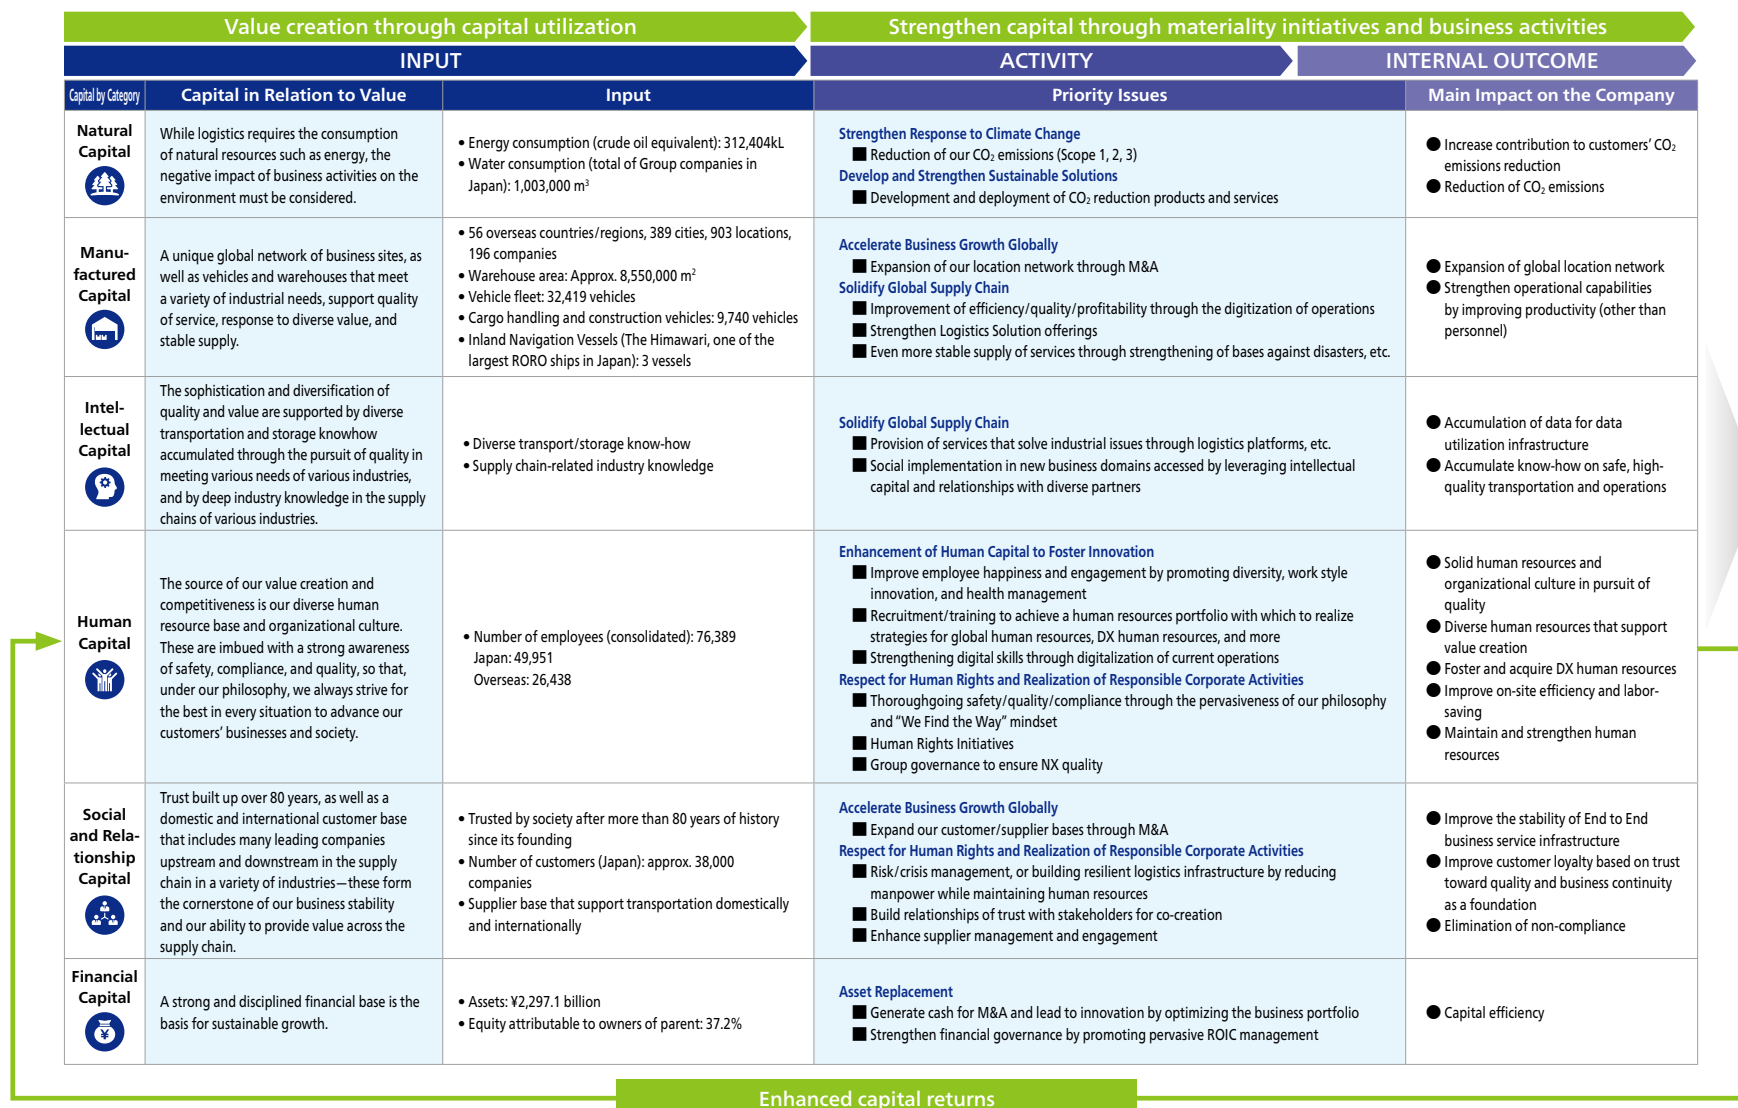 Value creation through capital utilization
Strengthen capital through materiality initiatives and business activities
INPUT
ACTIVITY
INTERNAL OUTCOME
Capital by Category
Capital in Relation to Value
Input
Priority Issues
Main Impact on the Company
Natural
Capital
While logistics requires the consumption
of natural resources such as energy, the
negative impact of business activities on the
environment must be considered.
• Energy consumption (crude oil equivalent): 312,404kL
• Water consumption (total of Group companies in
Japan): 1,003,000 m³
Strengthen Response to Climate Change
■ Reduction of our CO₂ emissions (Scope 1, 2, 3)
Develop and Strengthen Sustainable Solutions
■ Development and deployment of CO₂ reduction products and services
● Increase contribution to customers' CO₂
emissions reduction
● Reduction of CO₂ emissions
Manu-
factured
Capital
A unique global network of business sites, as
well as vehicles and warehouses that meet
a variety of industrial needs, support quality
of service, response to diverse value, and
stable supply.
• 56 overseas countries/regions, 389 cities, 903 locations,
196 companies
• Warehouse area: Approx. 8,550,000 m²
• Vehicle fleet: 32,419 vehicles
• Cargo handling and construction vehicles: 9,740 vehicles
• Inland Navigation Vessels (The Himawari, one of the
largest RORO ships in Japan): 3 vessels
Accelerate Business Growth Globally
■ Expansion of our location network through M&A
Solidify Global Supply Chain
■ Improvement of efficiency/quality/profitability through the digitization of operations
■ Strengthen Logistics Solution offerings
■ Even more stable supply of services through strengthening of bases against disasters, etc.
● Expansion of global location network
● Strengthen operational capabilities
by improving productivity (other than
personnel)
Intel-
lectual
Capital
The sophistication and diversification of
quality and value are supported by diverse
transportation and storage knowhow
accumulated through the pursuit of quality in
meeting various needs of various industries,
and by deep industry knowledge in the supply
chains of various industries.
• Diverse transport/storage know-how
• Supply chain-related industry knowledge
Solidify Global Supply Chain
■ Provision of services that solve industrial issues through logistics platforms, etc.
■ Social implementation in new business domains accessed by leveraging intellectual
capital and relationships with diverse partners
● Accumulation of data for data
utilization infrastructure
● Accumulate know-how on safe, high-
quality transportation and operations
Human
Capital
The source of our value creation and
competitiveness is our diverse human
resource base and organizational culture.
These are imbued with a strong awareness
of safety, compliance, and quality, so that,
under our philosophy, we always strive for
the best in every situation to advance our
customers' businesses and society.
• Number of employees (consolidated): 76,389
Japan: 49,951
Overseas: 26,438
Enhancement of Human Capital to Foster Innovation
■ Improve employee happiness and engagement by promoting diversity, work style
innovation, and health management
■ Recruitment/training to achieve a human resources portfolio with which to realize
strategies for global human resources, DX human resources, and more
■ Strengthening digital skills through digitalization of current operations
Respect for Human Rights and Realization of Responsible Corporate Activities
■ Thoroughgoing safety/quality/compliance through the pervasiveness of our philosophy
and “We Find the Way” mindset
■ Human Rights Initiatives
■ Group governance to ensure NX quality
● Solid human resources and
organizational culture in pursuit of
quality
● Diverse human resources that support
value creation
● Foster and acquire DX human resources
● Improve on-site efficiency and labor-
saving
● Maintain and strengthen human
resources
Social
and Rela-
tionship
Capital
Trust built up over 80 years, as well as a
domestic and international customer base
that includes many leading companies
upstream and downstream in the supply
chain in a variety of industries—these form
the cornerstone of our business stability
and our ability to provide value across the
supply chain.
• Trusted by society after more than 80 years of history
since its founding
• Number of customers (Japan): approx. 38,000
companies
• Supplier base that support transportation domestically
and internationally
Accelerate Business Growth Globally
■ Expand our customer/supplier bases through M&A
Respect for Human Rights and Realization of Responsible Corporate Activities
■ Risk/crisis management, or building resilient logistics infrastructure by reducing
manpower while maintaining human resources
■ Build relationships of trust with stakeholders for co-creation
■ Enhance supplier management and engagement
● Improve the stability of End to End
business service infrastructure
● Improve customer loyalty based on trust
toward quality and business continuity
as a foundation
● Elimination of non-compliance
Financial
Capital
A strong and disciplined financial base is the
basis for sustainable growth.
• Assets: ¥2,297.1 billion
• Equity attributable to owners of parent: 37.2%
Asset Replacement
■ Generate cash for M&A and lead to innovation by optimizing the business portfolio
■ Strengthen financial governance by promoting pervasive ROIC management
● Capital efficiency
Enhanced capital returns